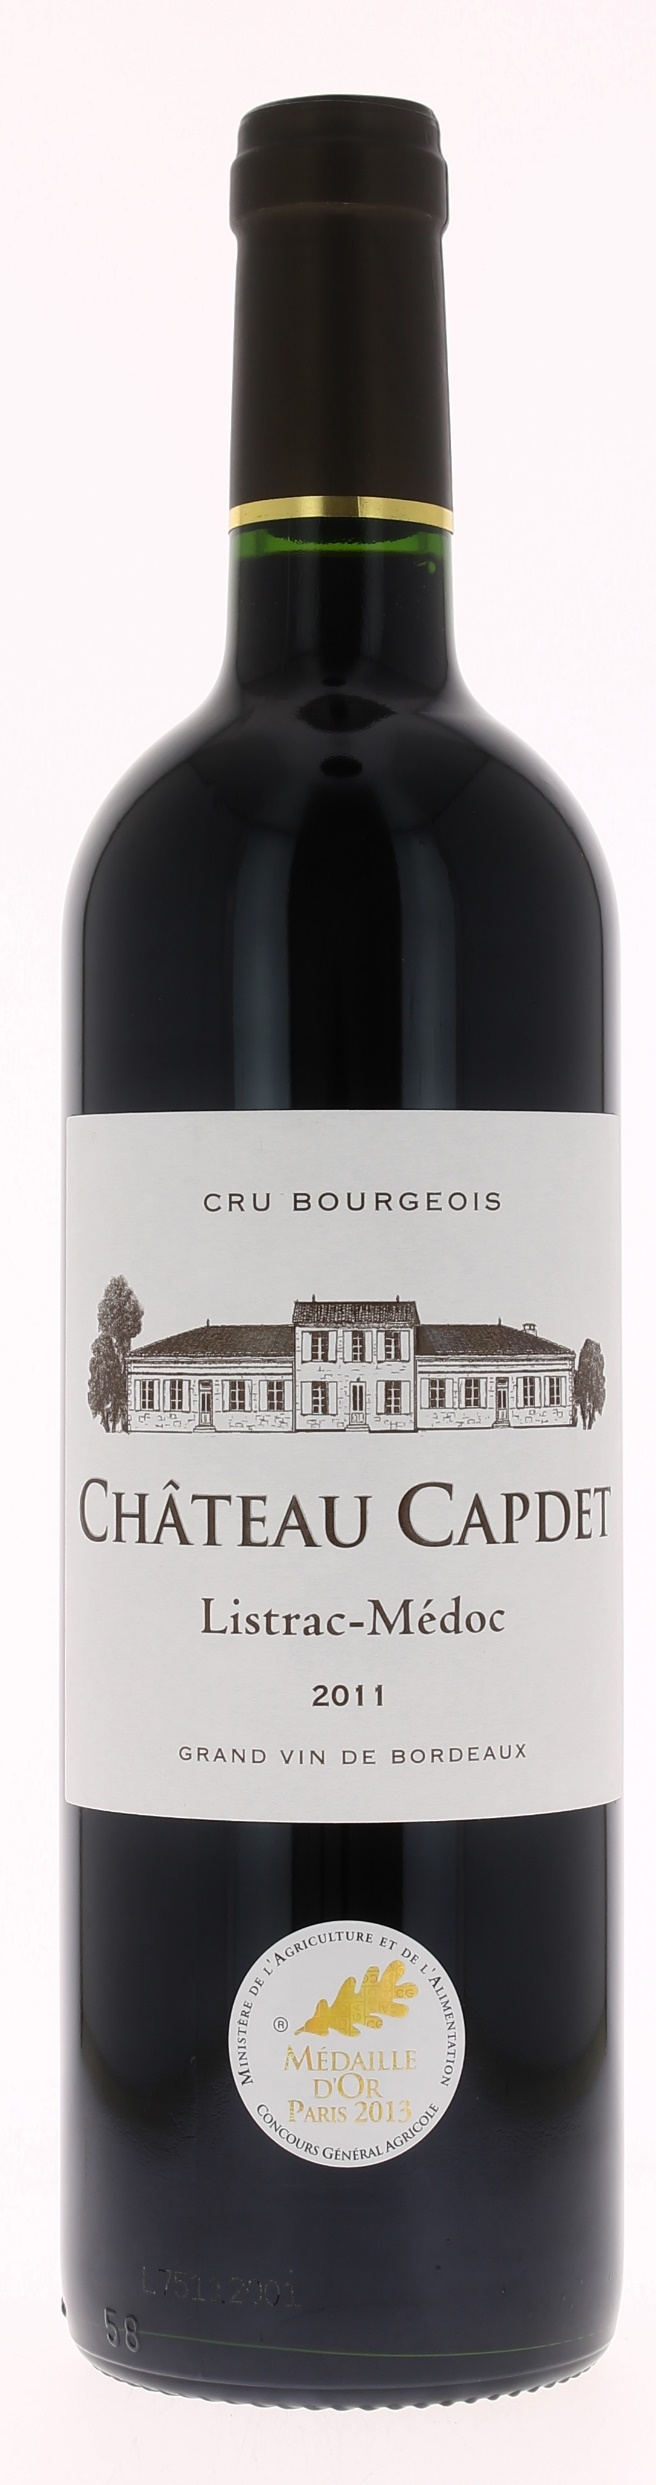 CRU BOURGEOIS
CHÂTEAU CAPDET
Listrac-Médoc
2011
GRAND VIN DE BORDEAUX
MINISTÈRE DE L'AGRICULTURE ET DE L'ALIMENTATION
®
MÉDAILLE
D'OR
PARIS 2013
CONCOURS GÉNÉRAL AGRICOLE
58